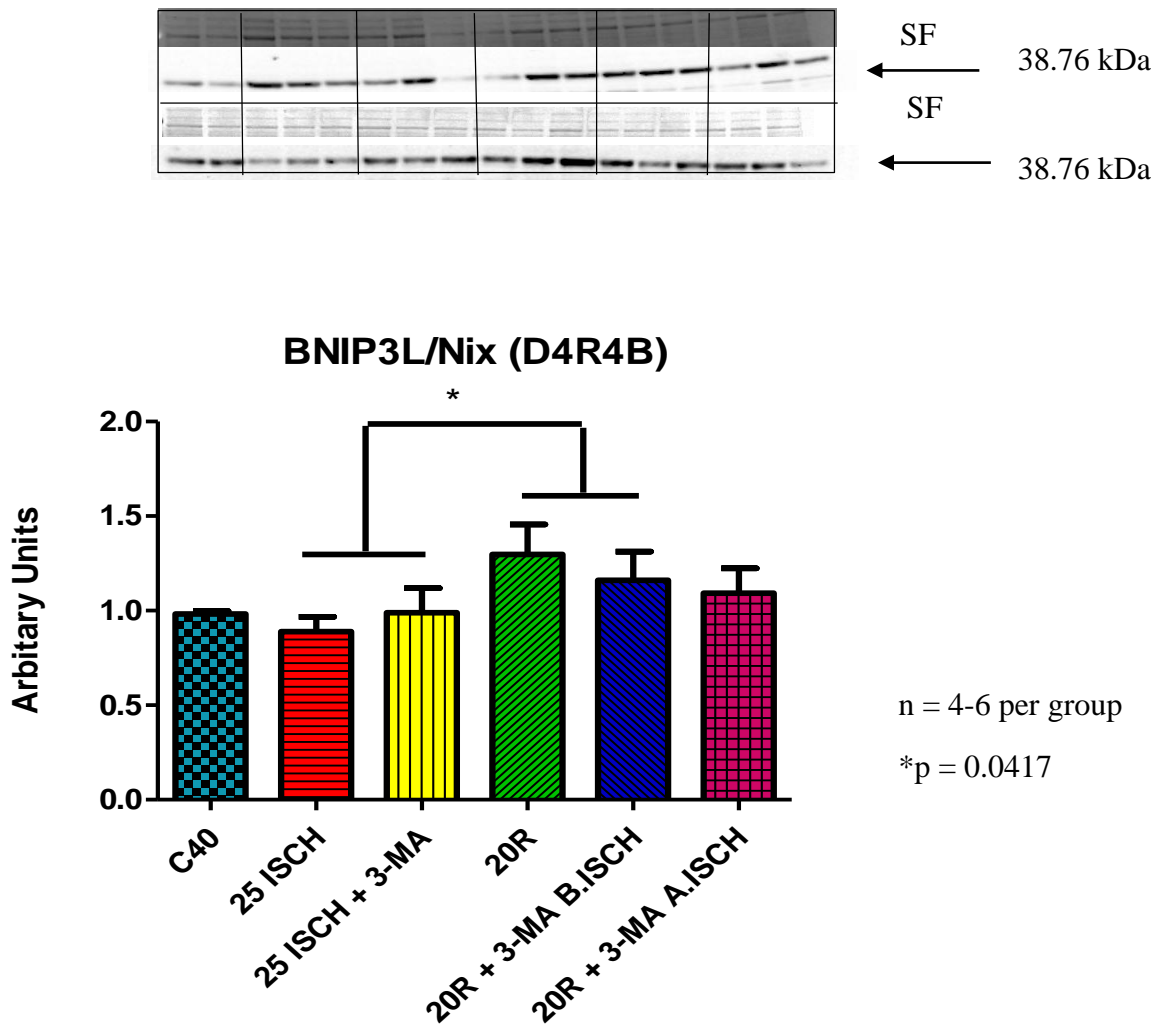 SF
38.76 kDa
SF
38.76 kDa
BNIP3L/Nix (D4R4B)
*
2.0
1.5
1.0
0.5
0.0
Arbitary Units
n = 4-6 per group
*p = 0.0417
C40
25 ISCH
25 ISCH + 3-MA
20R
20R + 3-MA B.ISCH
20R + 3-MA A.ISCH